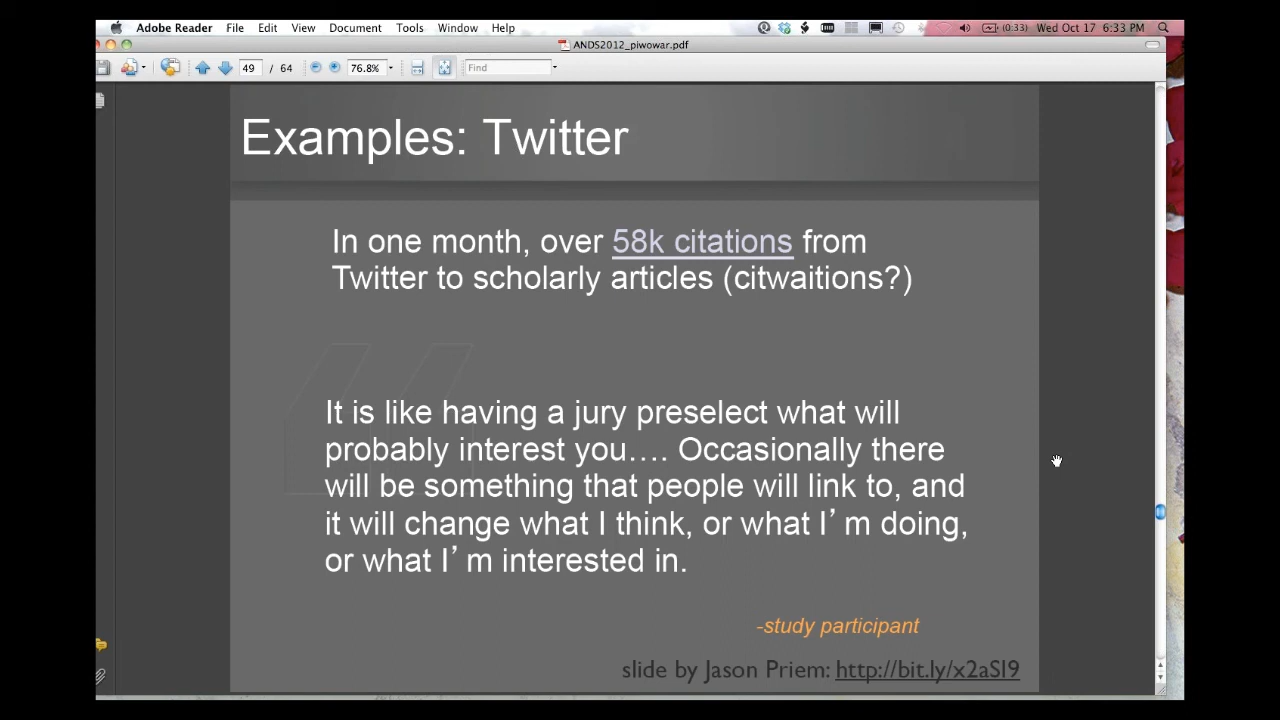 Adobe Reader File Edit View Document Tools Window Help (0:33) Wed Oct 17 6:33 PM
ANDS2012_piwowar.pdf
49 / 64 76.8% Find
Examples: Twitter
In one month, over 58k citations from
Twitter to scholarly articles (citwaitions?)
It is like having a jury preselect what will
probably interest you…. Occasionally there
will be something that people will link to, and
it will change what I think, or what I’m doing,
or what I’m interested in.
-study participant
slide by Jason Priem: http://bit.ly/x2aSI9